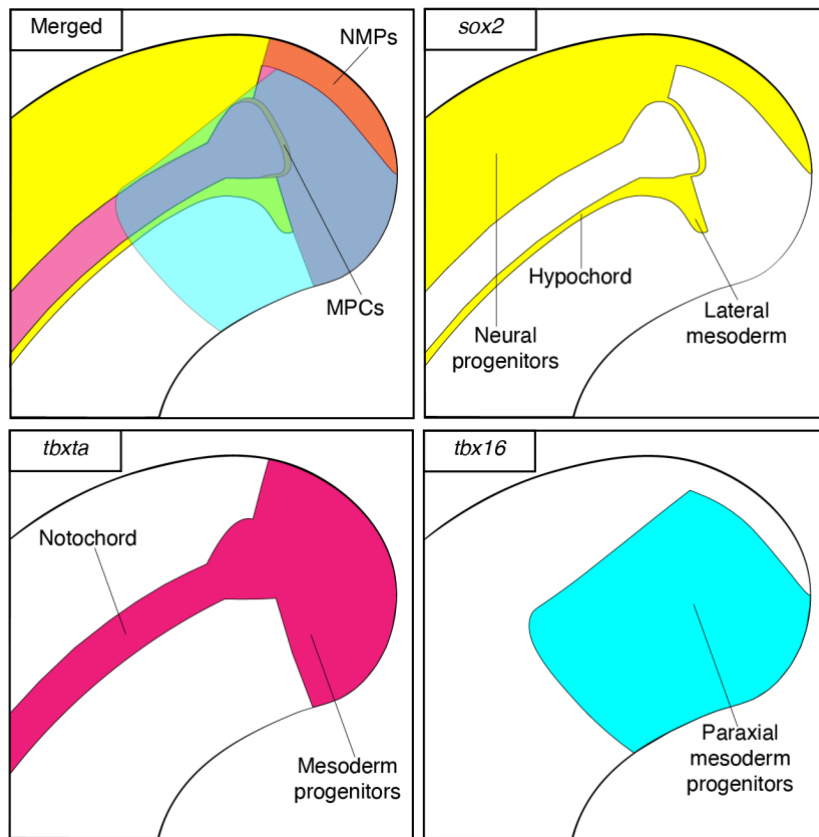 Merged
NMPs
MPCs
sox2
Hypochord
Neural
progenitors
Lateral
mesoderm
tbxta
Notochord
Mesoderm
progenitors
tbx16
Paraxial
mesoderm
progenitors